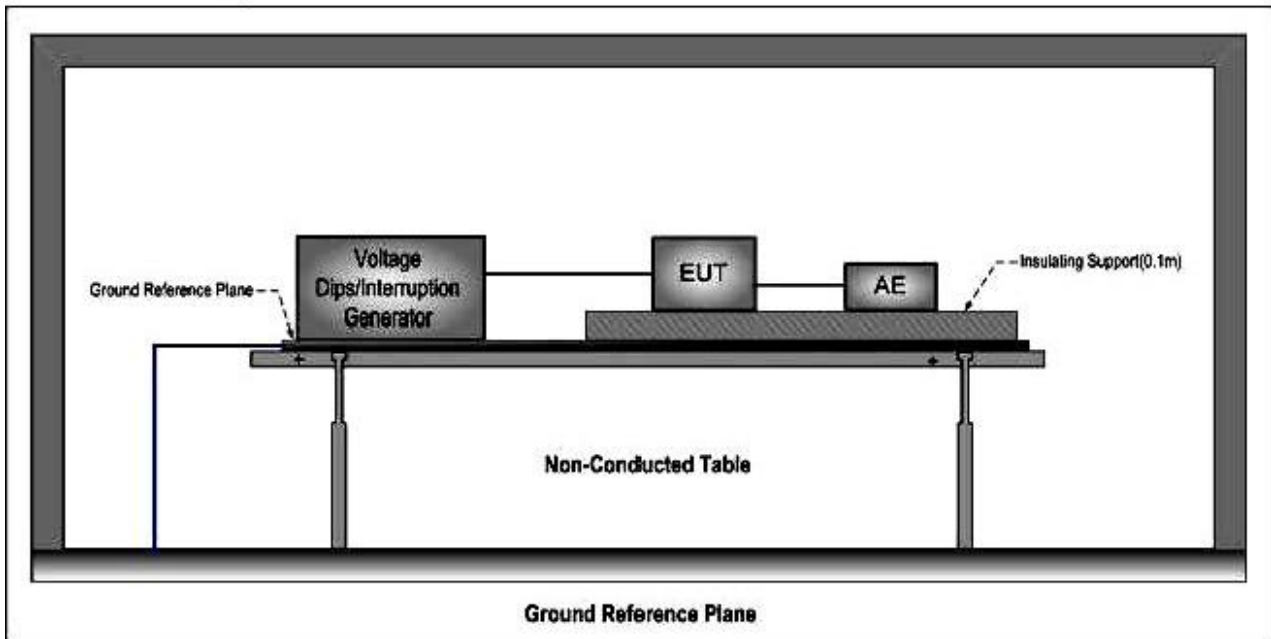 Voltage
Dips/Interruption
Generator
EUT
AE
Insulating Support(0.1m)
Ground Reference Plane
Non-Conducted Table
Ground Reference Plane